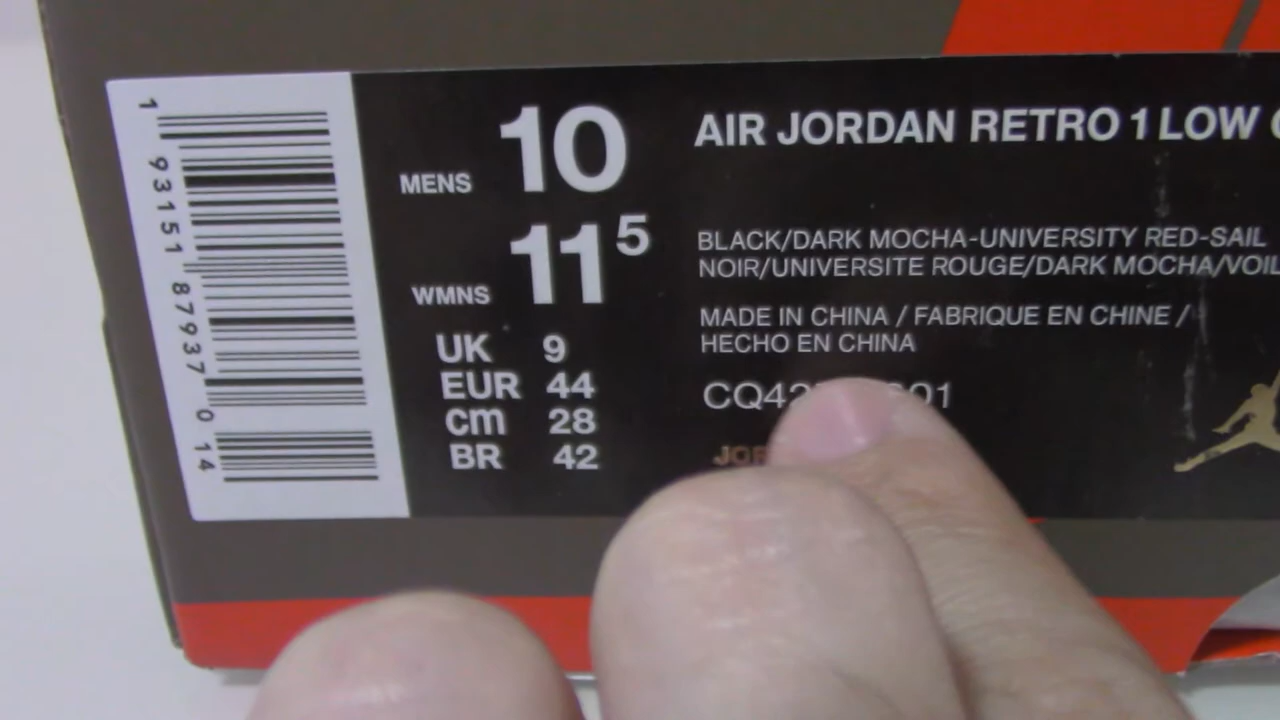 1 93151 87937 0 14
MENS 10
WMNS 11 5
UK 9
EUR 44
cm 28
BR 42
AIR JORDAN RETRO 1 LOW
BLACK/DARK MOCHA-UNIVERSITY RED-SAIL
NOIR/UNIVERSITE ROUGE/DARK MOCHA/VOIL
MADE IN CHINA / FABRIQUE EN CHINE /
HECHO EN CHINA